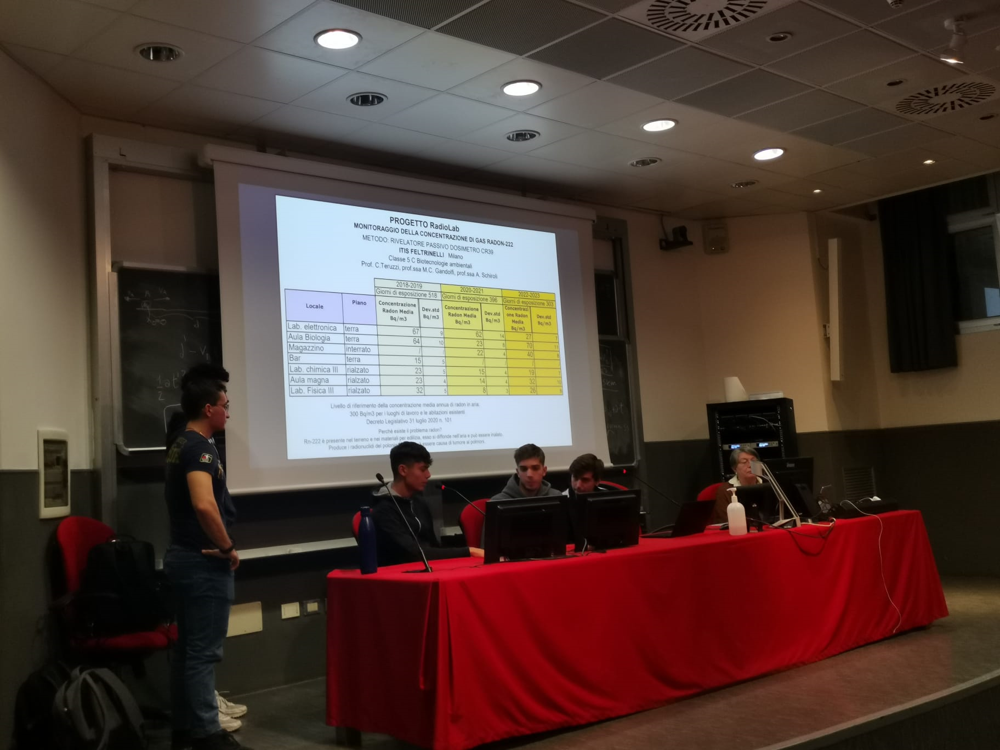 PROGETTO RadioLab
MONITORAGGIO DELLA CONCENTRAZIONE DI GAS RADON-222
METODO: RIVELATORE PASSIVO DOSIMETRO CR39
ITIS FELTRINELLI Milano
Classe 5 C Biotecnologie ambientali
Prof. C.Teruzzi, prof.ssa M.C. Gandolfi, prof.ssa A. Schiroli
2018-2019 2020-2021 2022-2023
Giorni di esposizione 518 Giorni di esposizione 396 Giorni di esposizione 303
Locale Piano Concentrazione Radon Media Bq/m3 Dev.std Bq/m3 Concentrazione Radon Media Bq/m3 Dev.std Bq/m3 Concentrazi one Radon Media Bq/m3 Dev.std Bq/m3
Lab. elettronica terra 67 9 62 14 27 7
Aula Biologia terra 64 10 23 8 70 11
Magazzino interrato / / 22 4 40 8
Bar terra 15 5 / / / /
Lab. chimica III rialzato 23 5 15 4 19 7
Aula magna rialzato 23 4 14 4 32 10
Lab. Fisica III rialzato 32 5 8 3 26 8
Livello di riferimento della concentrazione media annua di radon in aria:
300 Bq/m3 per i luoghi di lavoro e le abitazioni esistenti
Decreto Legislativo 31 luglio 2020 n. 101
Perchè esiste il problema radon?
Rn-222 è presente nel terreno e nei materiali per edilizia, esso si diffonde nell'aria e può essere inalato.
Produce i radionuclidi del polonio essere causa di tumore ai polmoni.